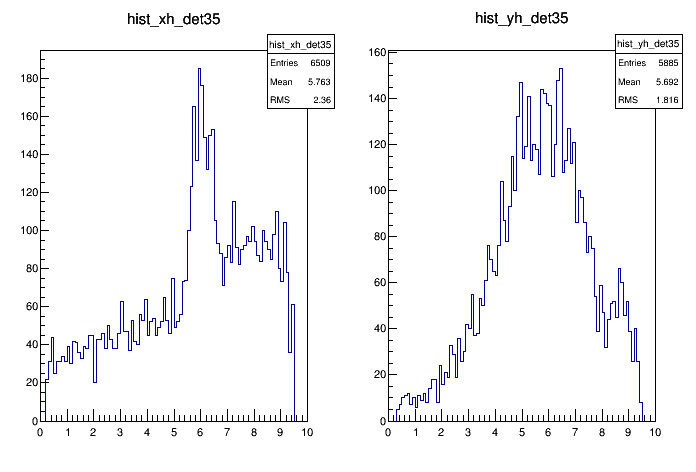 hist_xh_det35
hist_xh_det35
Entries 6509
Mean 5.763
RMS 2.36
180
160
140
120
100
80
60
40
20
0
0 1 2 3 4 5 6 7 8 9 10
hist_yh_det35
hist_yh_det35
Entries 5885
Mean 5.692
RMS 1.816
160
140
120
100
80
60
40
20
0
0 1 2 3 4 5 6 7 8 9 10